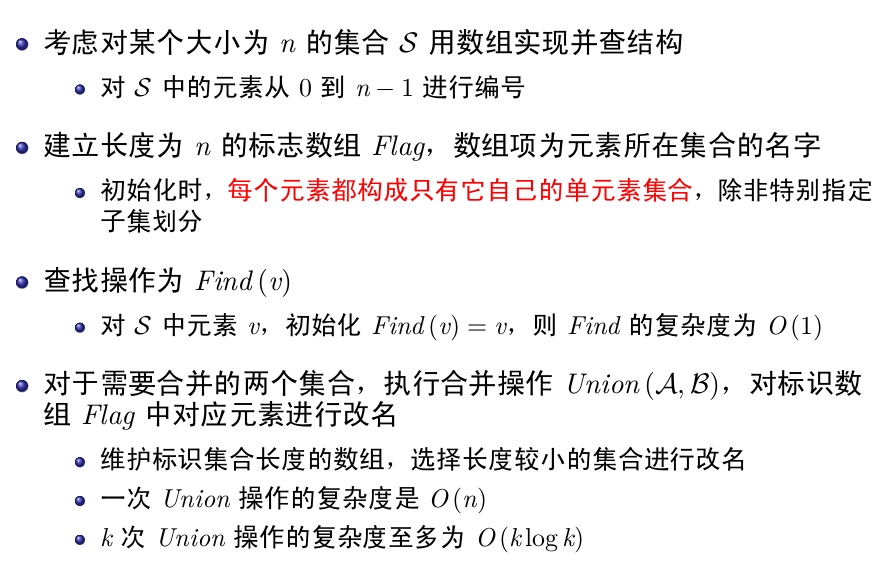 考虑对某个大小为 n 的集合 𝒮 用数组实现并查结构
对 𝒮 中的元素从 0 到 n − 1 进行编号
建立长度为 n 的标志数组 Flag，数组项为元素所在集合的名字
初始化时，每个元素都构成只有它自己的单元素集合，除非特别指定
子集划分
查找操作为 Find (v)
对 𝒮 中元素 v，初始化 Find (v) = v，则 Find 的复杂度为 O (1)
对于需要合并的两个集合，执行合并操作 Union (𝒜, ℬ)，对标识数
组 Flag 中对应元素进行改名
维护标识集合长度的数组，选择长度较小的集合进行改名
一次 Union 操作的复杂度是 O (n)
k 次 Union 操作的复杂度至多为 O (k log k)